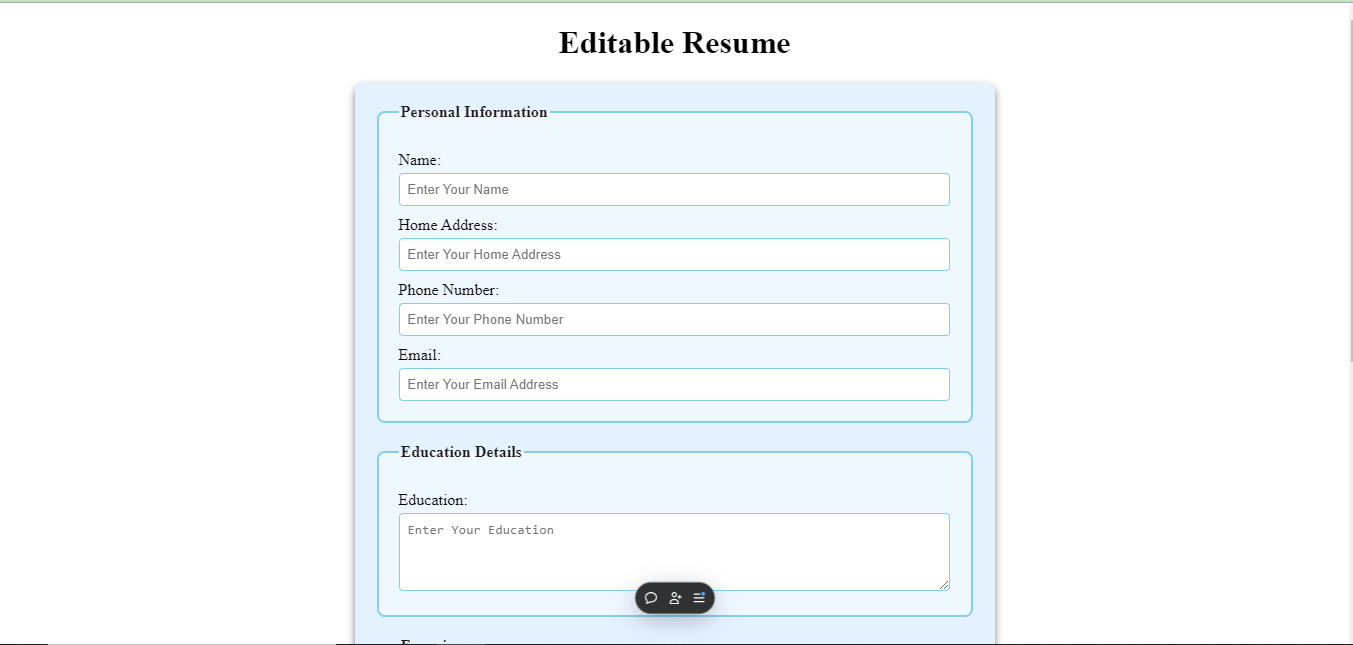 Editable Resume
Personal Information
Name:
Enter Your Name
Home Address:
Enter Your Home Address
Phone Number:
Enter Your Phone Number
Email:
Enter Your Email Address
Education Details
Education:
Enter Your Education